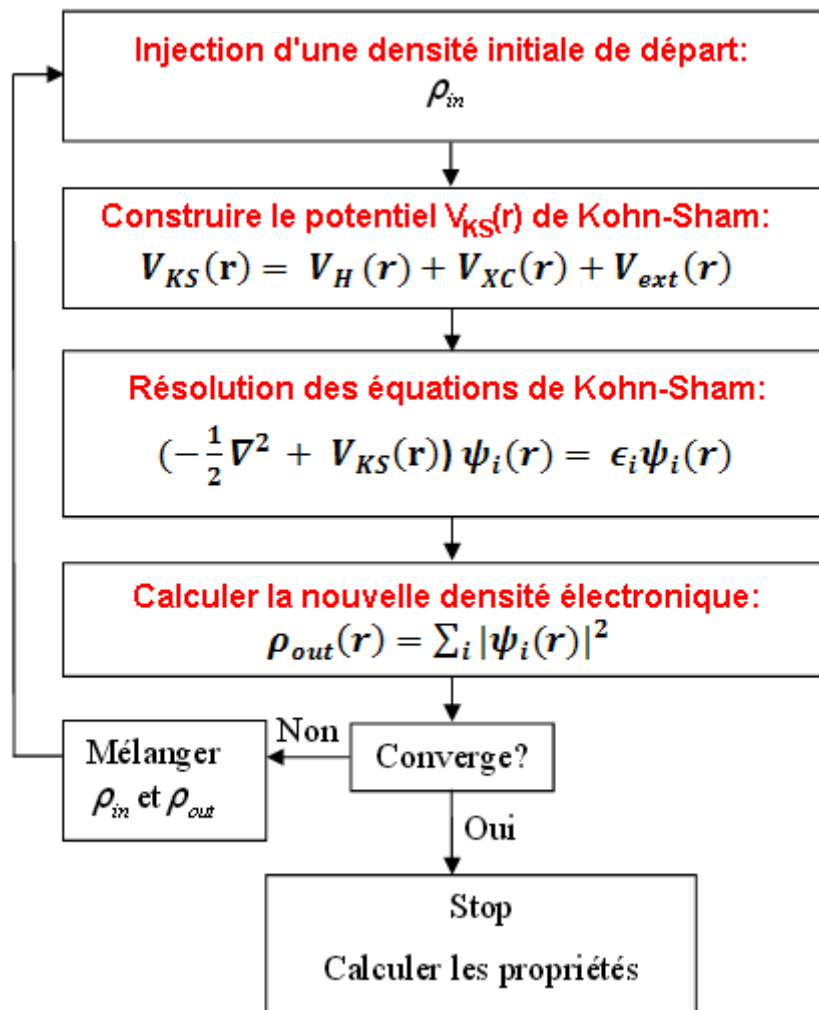 Injection d'une densité initiale de départ:
ρ_in
Construire le potentiel V_KS(r) de Kohn-Sham:
V_KS(r) = V_H(r) + V_XC(r) + V_ext(r)
Résolution des équations de Kohn-Sham:
(-1/2 ∇² + V_KS(r)) ψ_i(r) = ϵ_i ψ_i(r)
Calculer la nouvelle densité électronique:
ρ_out(r) = ∑_i |ψ_i(r)|²
Converge?
Non
Mélanger
ρ_in et ρ_out
Oui
Stop
Calculer les propriétés